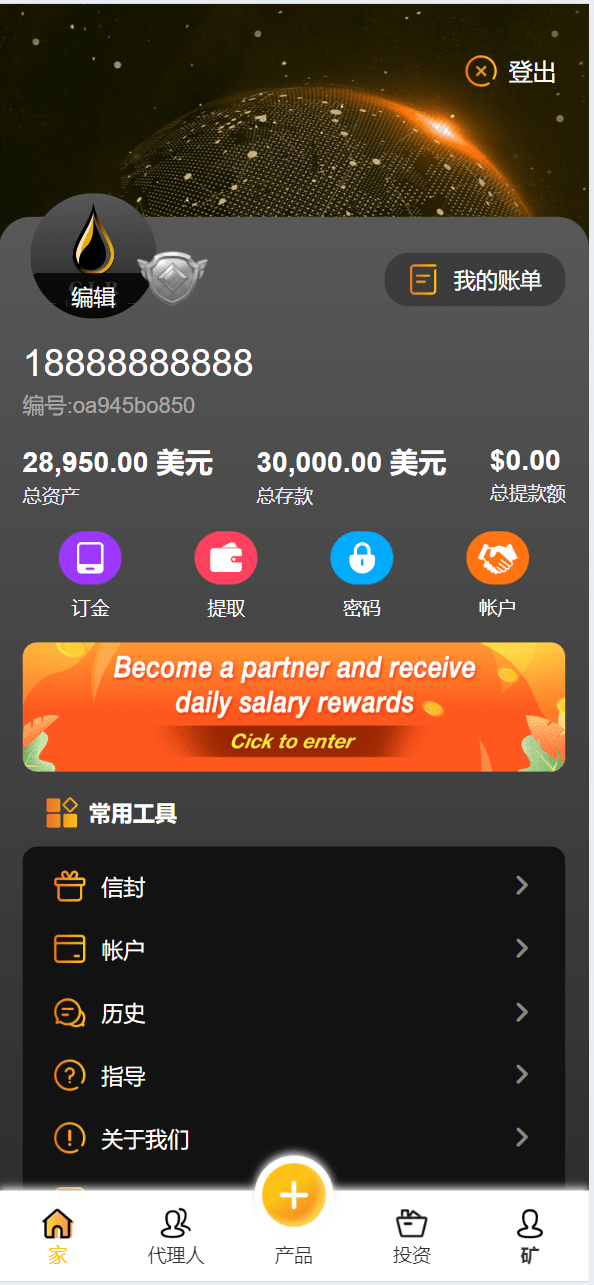 登出
编辑
我的账单
18888888888
编号:oa945bo850
28,950.00 美元 30,000.00 美元 $0.00
总资产 总存款 总提款额
订金 提取 密码 帐户
Become a partner and receive
daily salary rewards
Cick to enter
常用工具
信封
帐户
历史
指导
关于我们
家 代理人 产品 投资 矿